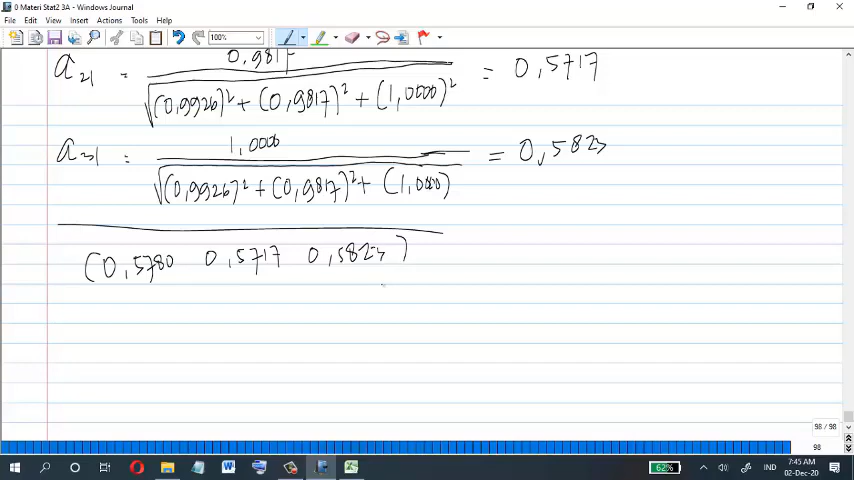 0 Materi Stat2 3A - Windows Journal
File Edit View Insert Actions Tools Help
100%
a21 = 0,9817 / √((0,9926)² + (0,9817)² + (1,0000)²) = 0,5717
a31 = 1,0000 / √((0,9926)² + (0,9817)² + (1,0000) = 0,5823
(0,5780 0,5717 0,5823)
98 / 98
98
62% IND 7:45 AM
02-Dec-20